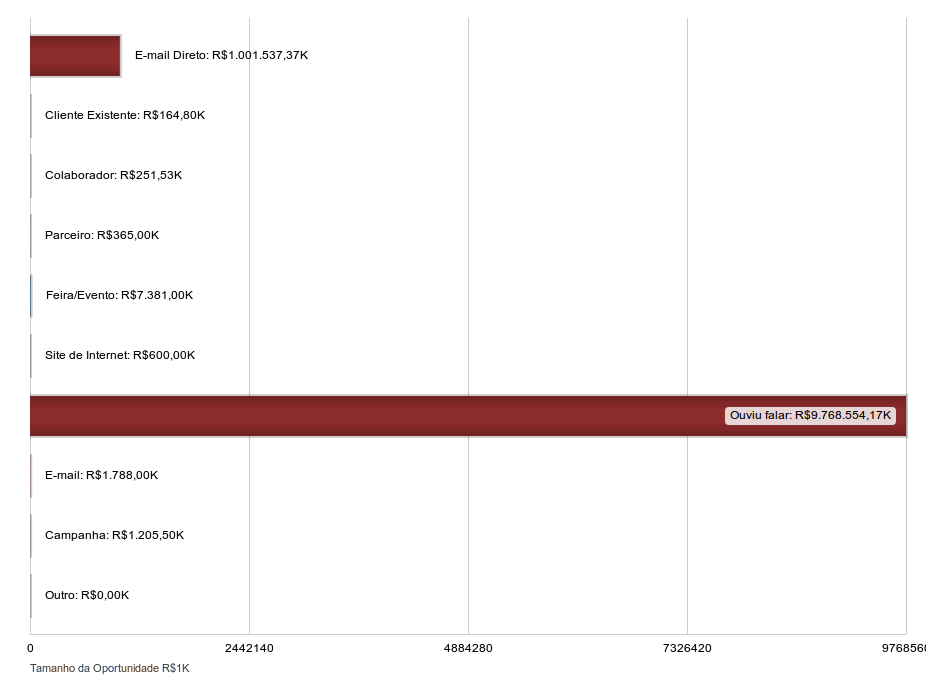 E-mail Direto: R$1.001.537,37K
Cliente Existente: R$164,80K
Colaborador: R$251,53K
Parceiro: R$365,00K
Feira/Evento: R$7.381,00K
Site de Internet: R$600,00K
Ouviu falar: R$9.768.554,17K
E-mail: R$1.788,00K
Campanha: R$1.205,50K
Outro: R$0,00K
0 2442140 4884280 7326420 9768560
Tamanho da Oportunidade R$1K